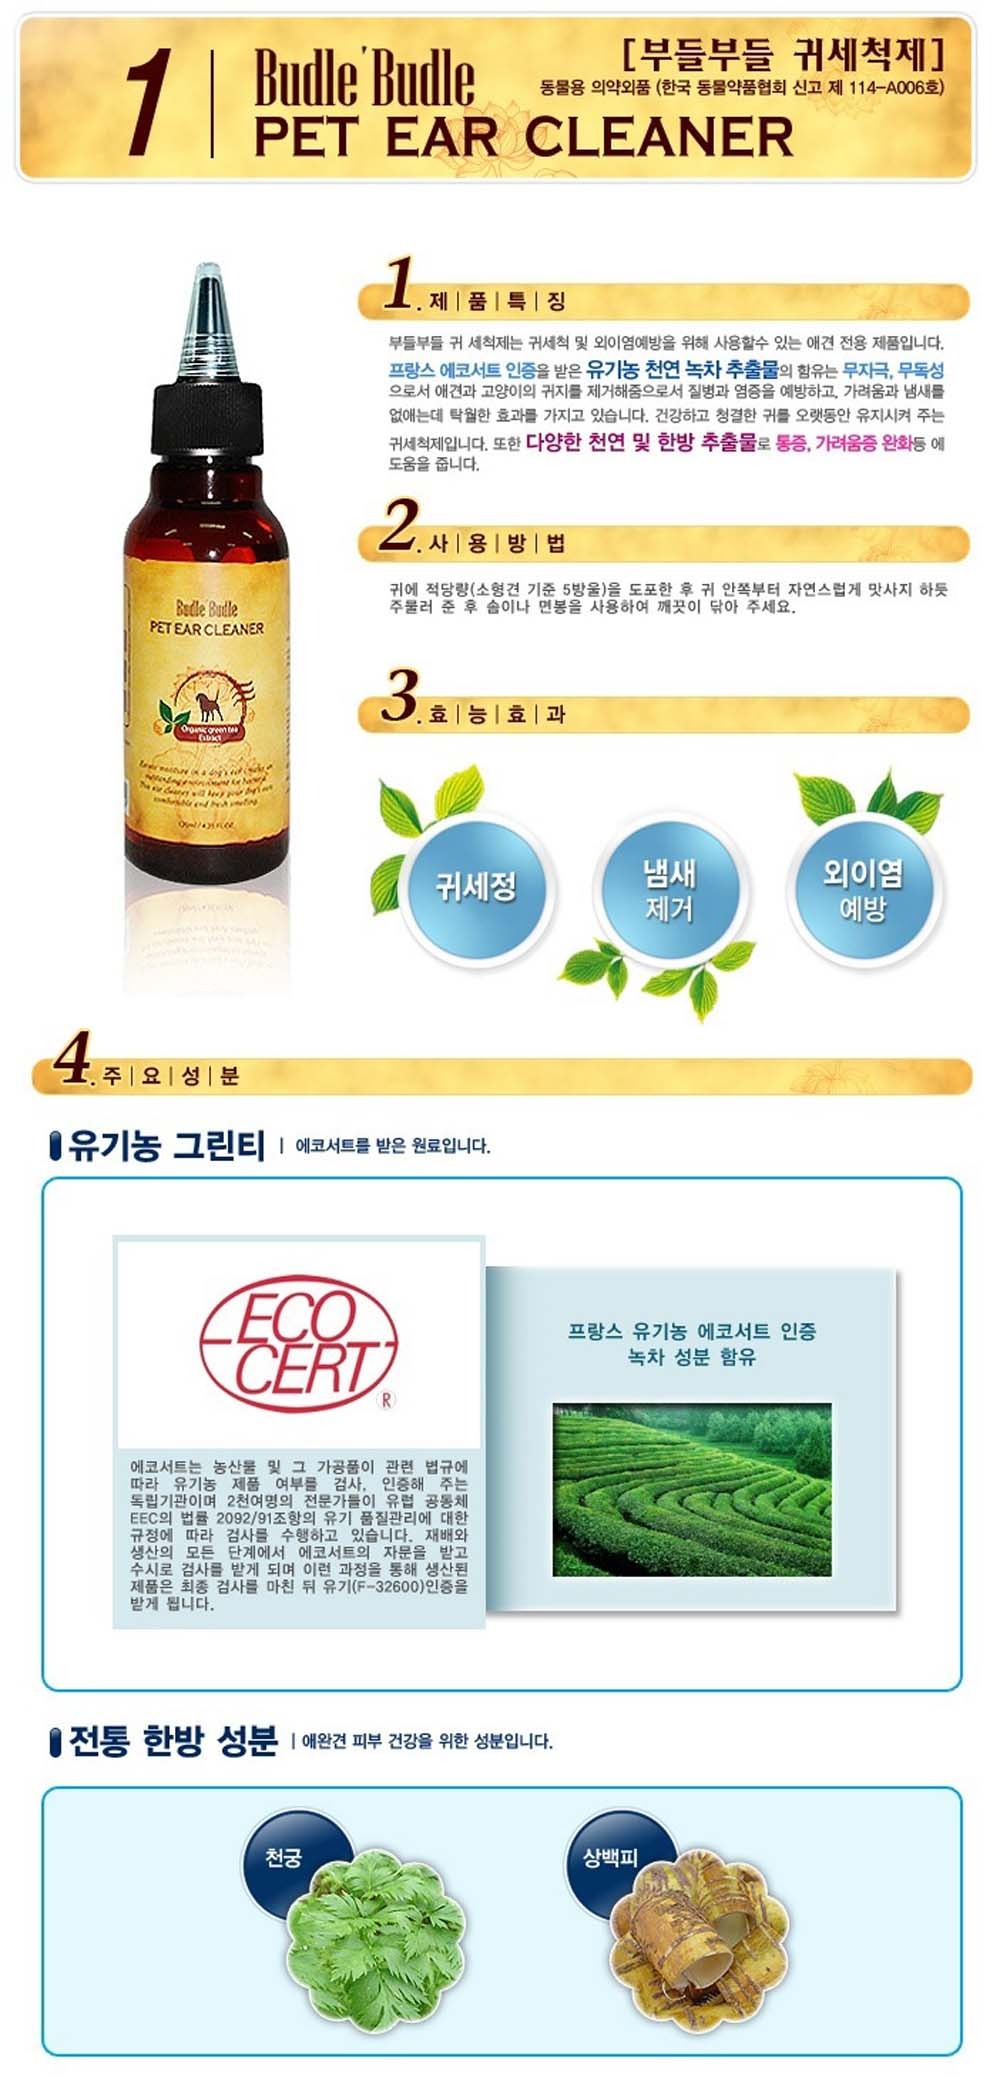 1
Budle'Budle
[부들부들 귀세척제]
동물용 의약외품 (한국 동물약품협회 신고 제 114-A006호)
PET EAR CLEANER
1. 제|품|특|징
부들부들 귀 세척제는 귀세척 및 외이염예방을 위해 사용할수 있는 애견 전용 제품입니다.
프랑스 에코서트 인증을 받은 유기농 천연 녹차 추출물의 함유는 무자극, 무독성
으로서 애견과 고양이의 귀지를 제거해줌으로서 질병과 염증을 예방하고, 가려움과 냄새를
없애는데 탁월한 효과를 가지고 있습니다. 건강하고 청결한 귀를 오랫동안 유지시켜 주는
귀세척제입니다. 또한 다양한 천연 및 한방 추출물로 통증, 가려움증 완화등 에
도움을 줍니다.
2. 사|용|방|법
귀에 적당량(소형견 기준 5방울)을 도포한 후 귀 안쪽부터 자연스럽게 맛사지 하듯
주물러 준 후 솜이나 면봉을 사용하여 깨끗이 닦아 주세요.
Budle'Budle
PET EAR CLEANER
Organic green tea
Extract
this ear cleaner will keep your dog's ears
comfortable and fresh smelling.
3. 효|능|효|과
귀세정
냄새
제거
외이염
예방
4. 주|요|성|분
유기농 그린티 | 에코서트를 받은 원료입니다.
ECO
CERT
®
에코서트는 농산물 및 그 가공품이 관련 법규에
따라 유기농 제품 여부를 검사, 인증해 주는
독립기관이며 2천여명의 전문가들이 유럽 공동체
EEC의 법률 2092/91조항의 유기 품질관리에 대한
규정에 따라 검사를 수행하고 있습니다. 재배와
생산의 모든 단계에서 에코서트의 자문을 받고
수시로 검사를 받게 되며 이런 과정을 통해 생산된
제품은 최종 검사를 마친 뒤 유기(F-32600)인증을
받게 됩니다.
프랑스 유기농 에코서트 인증
녹차 성분 함유
전통 한방 성분 | 애완견 피부 건강을 위한 성분입니다.
천궁
상백피